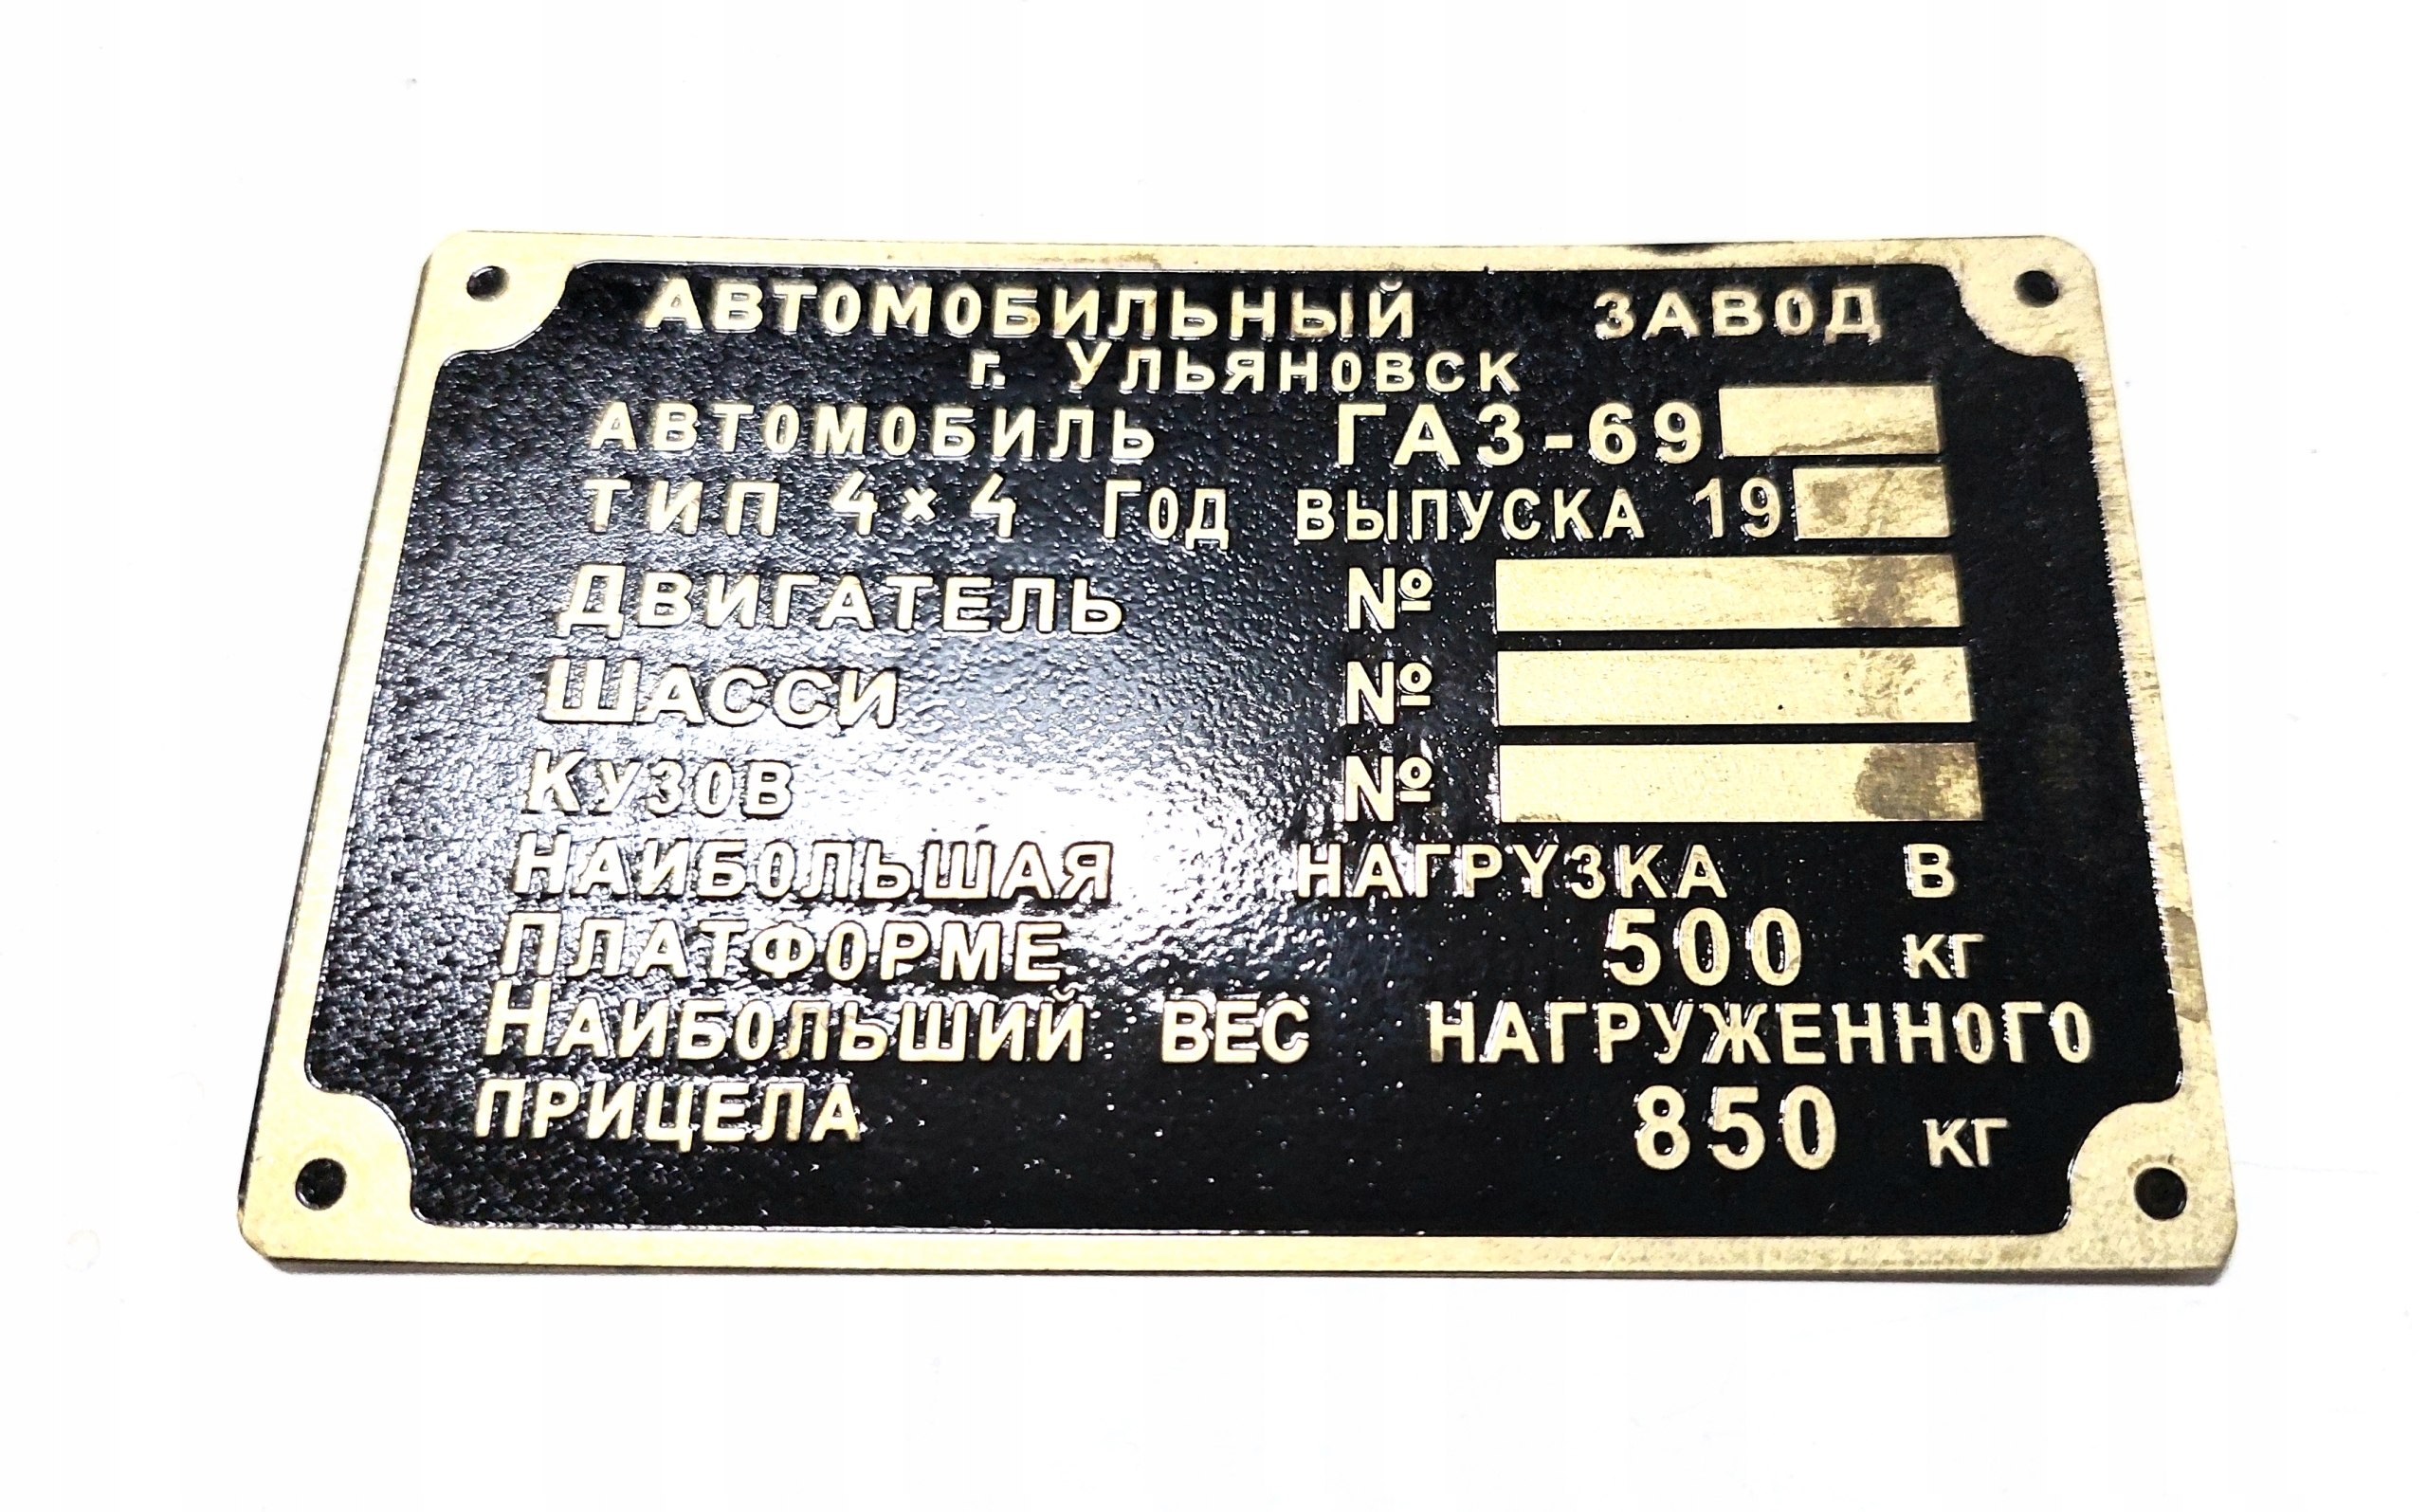 АВТОМОБИЛЬНЫЙ ЗАВОД
г. УЛЬЯНОВСК
АВТОМОБИЛЬ ГАЗ-69
ТИП 4×4 ГОД ВЫПУСКА 19
ДВИГАТЕЛЬ №
ШАССИ №
КУЗОВ №
НАИБОЛЬШАЯ НАГРУЗКА В
ПЛАТФОРМЕ 500 КГ
НАИБОЛЬШИЙ ВЕС НАГРУЖЕННОГО
ПРИЦЕЛА 850 КГ